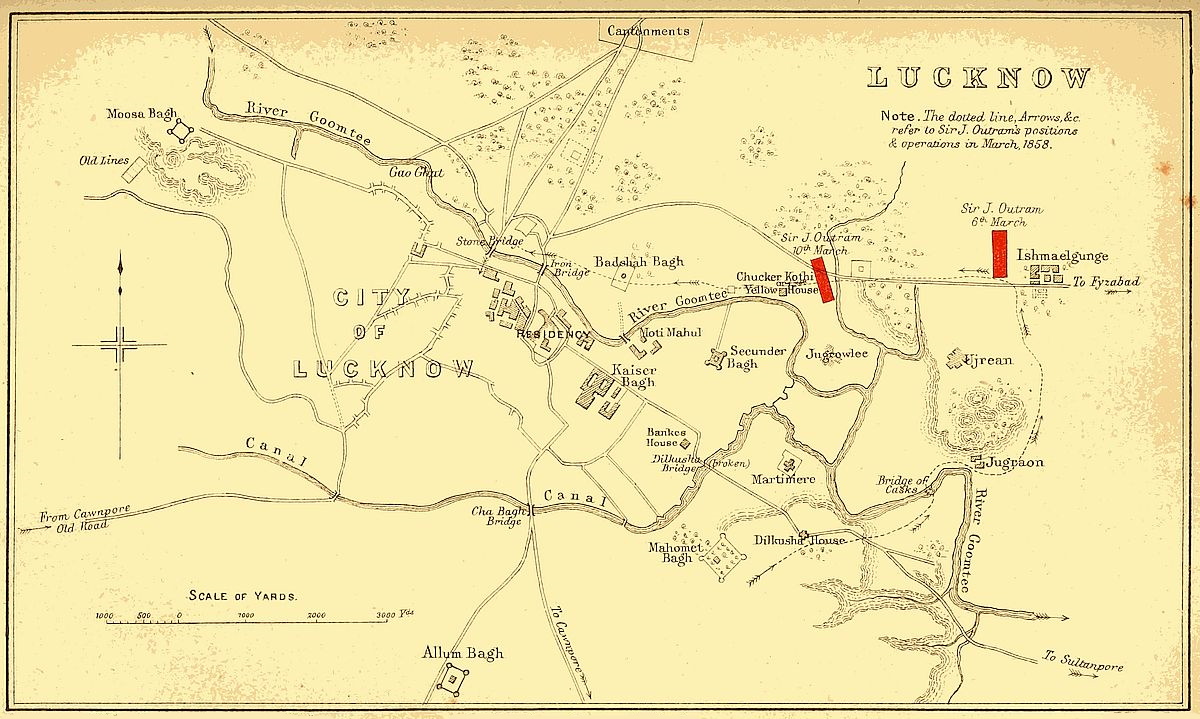 Cantonments
LUCKNOW
Note. The dotted line, Arrows, &c.
refer to Sir J. Outram's positions
& operations in March, 1858.
Moosa Bagh
River Goomtee
Old Lines
Gao Ghat
Sir J. Outram
6th March
Sir J. Outram
10th March
Stone Bridge
Iron
Bridge
Badshah Bagh
Ishmaelgunge
To Fyzabad
Chucker Kothi
or
Yellow House
CITY
OF
LUCKNOW
River Goomtee
RESIDENCY
Moti Mahul
Secunder
Bagh
Jugrowlee
Ujrean
Kaiser
Bagh
Bankes
House
Dilkusha
Bridge
(broken)
Martiniere
Jugraon
Bridge of
Casks
Canal
Canal
From Cawnpore
Old Road
Cha Bagh
Bridge
River Goomtee
Mahomet
Bagh
Dilkusha House
SCALE OF YARDS.
1000 500 0 1000 2000 3000 Yds
To Cawnpore
Allum Bagh
To Sultanpore